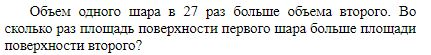 Объем одного шара в 27 раз больше объема второго. Во
сколько раз площадь поверхности первого шара больше площади
поверхности второго?